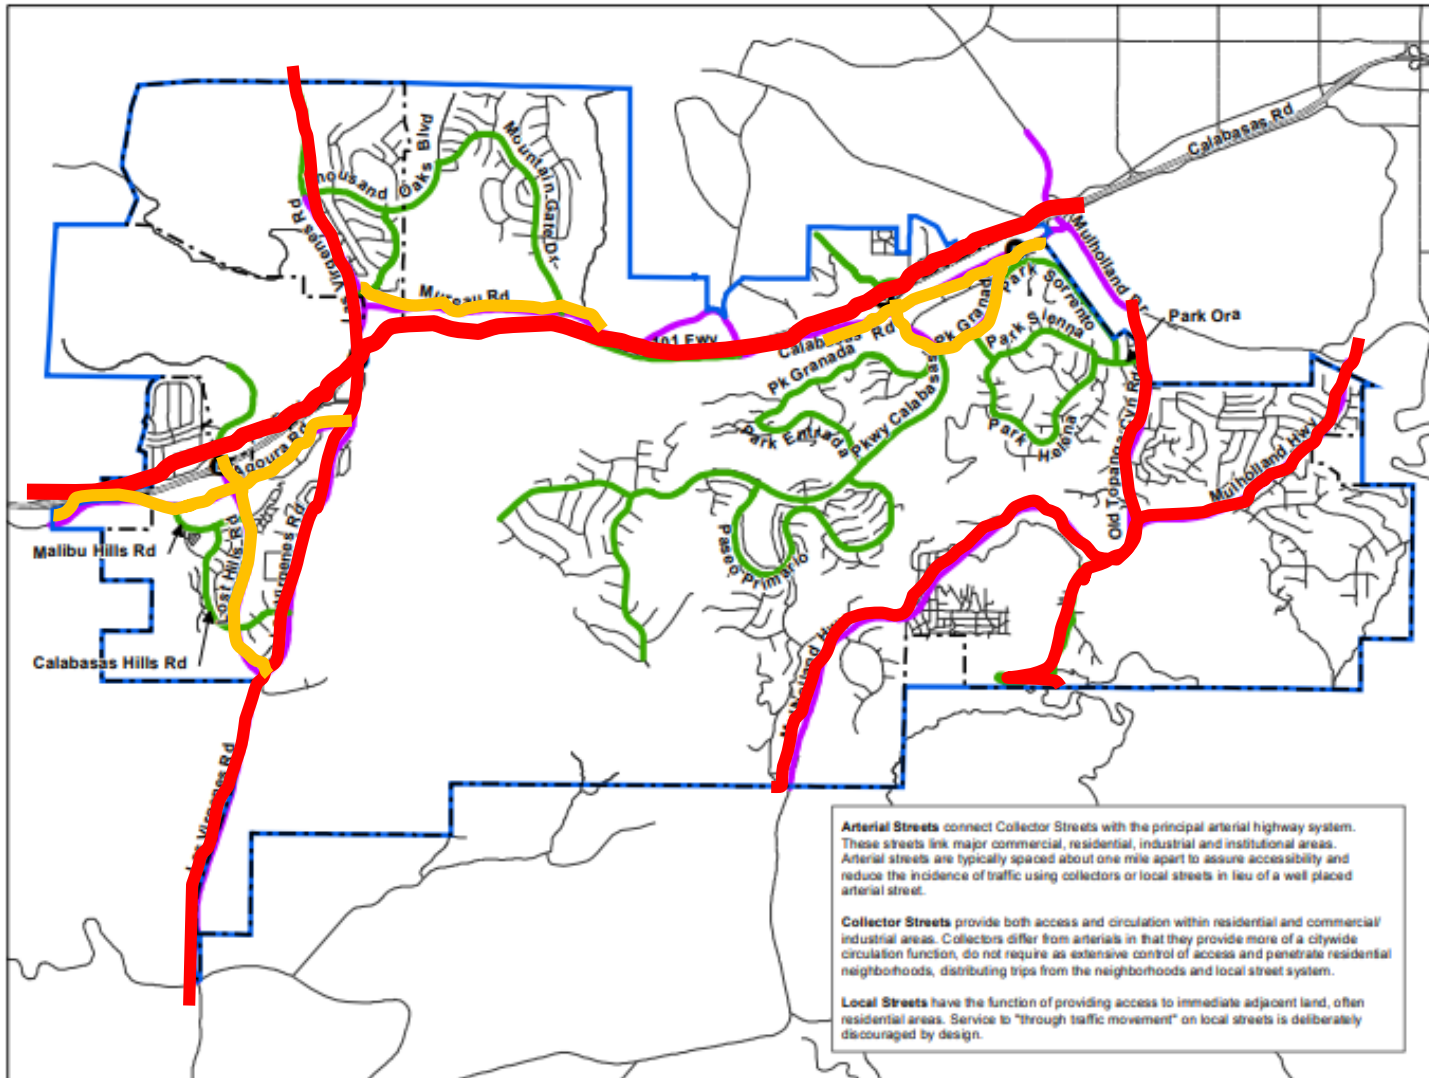 Calabasas Rd
Mountain Gate Dr
Oaks Blvd
Mulholland Dr
Park Sorrento
Mureau Rd
Park Ora
Park Sienna
101 Fwy
Calabasas Rd
Pk Granada
Pk Granada
Pkwy Calabasas
Park Entrada
Park Helena
Old Topanga Cyn Rd
Mulholland Hwy
Agoura Rd
Malibu Hills Rd
Lost Hills Rd
Paseo Primario
Calabasas Hills Rd
Arterial Streets connect Collector Streets with the principal arterial highway system.
These streets link major commercial, residential, industrial and institutional areas.
Arterial streets are typically spaced about one mile apart to assure accessibility and
reduce the incidence of traffic using collectors or local streets in lieu of a well placed
arterial street.
Collector Streets provide both access and circulation within residential and commercial/
industrial areas. Collectors differ from arterials in that they provide more of a citywide
circulation function, do not require as extensive control of access and penetrate residential
neighborhoods, distributing trips from the neighborhoods and local street system.
Local Streets have the function of providing access to immediate adjacent land, often
residential areas. Service to "through traffic movement" on local streets is deliberately
discouraged by design.